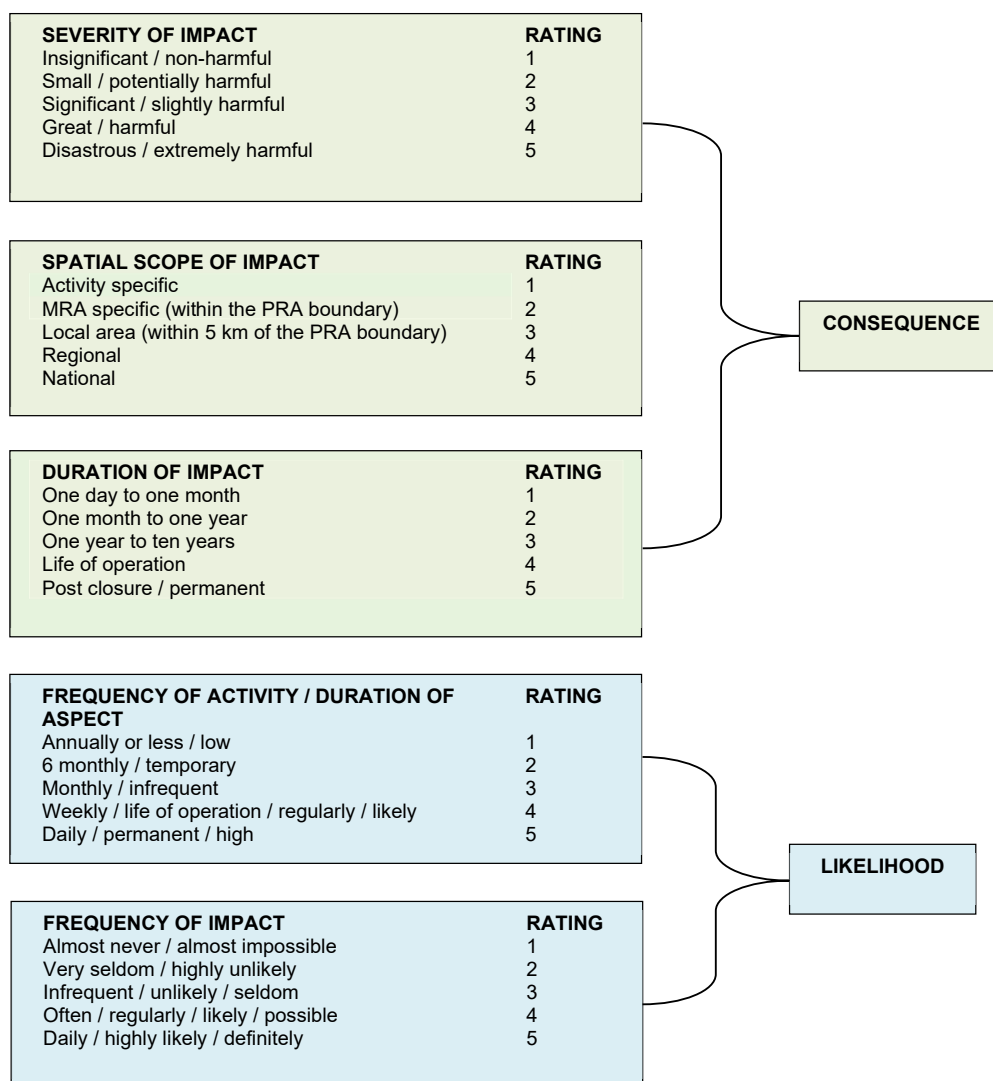 SEVERITY OF IMPACT RATING
Insignificant / non-harmful 1
Small / potentially harmful 2
Significant / slightly harmful 3
Great / harmful 4
Disastrous / extremely harmful 5
SPATIAL SCOPE OF IMPACT RATING
Activity specific 1
MRA specific (within the PRA boundary) 2
Local area (within 5 km of the PRA boundary) 3
Regional 4
National 5
CONSEQUENCE
DURATION OF IMPACT RATING
One day to one month 1
One month to one year 2
One year to ten years 3
Life of operation 4
Post closure / permanent 5
FREQUENCY OF ACTIVITY / DURATION OF RATING
ASPECT
Annually or less / low 1
6 monthly / temporary 2
Monthly / infrequent 3
Weekly / life of operation / regularly / likely 4
Daily / permanent / high 5
LIKELIHOOD
FREQUENCY OF IMPACT RATING
Almost never / almost impossible 1
Very seldom / highly unlikely 2
Infrequent / unlikely / seldom 3
Often / regularly / likely / possible 4
Daily / highly likely / definitely 5